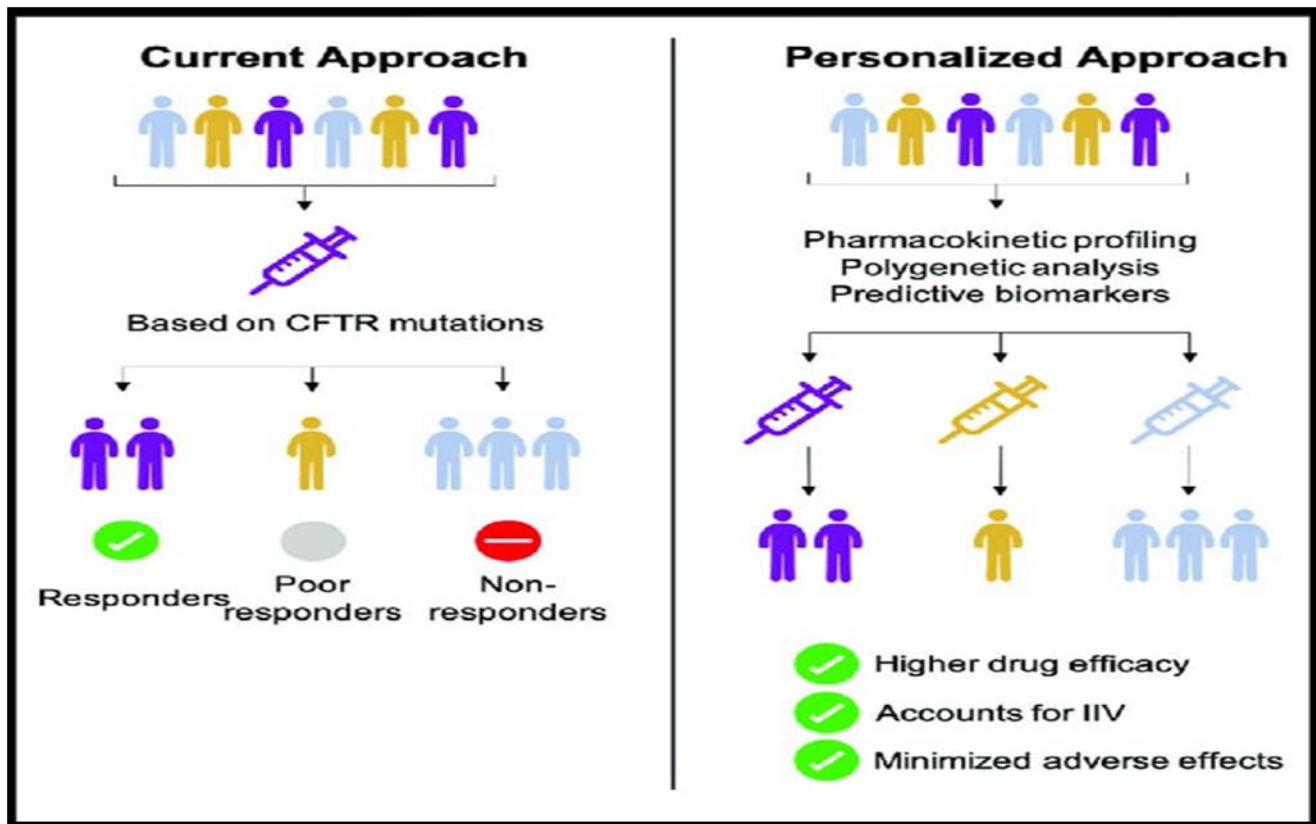 Current Approach
Based on CFTR mutations
Responders
Poor
responders
Non-
responders
Personalized Approach
Pharmacokinetic profiling
Polygenetic analysis
Predictive biomarkers
Higher drug efficacy
Accounts for IIV
Minimized adverse effects